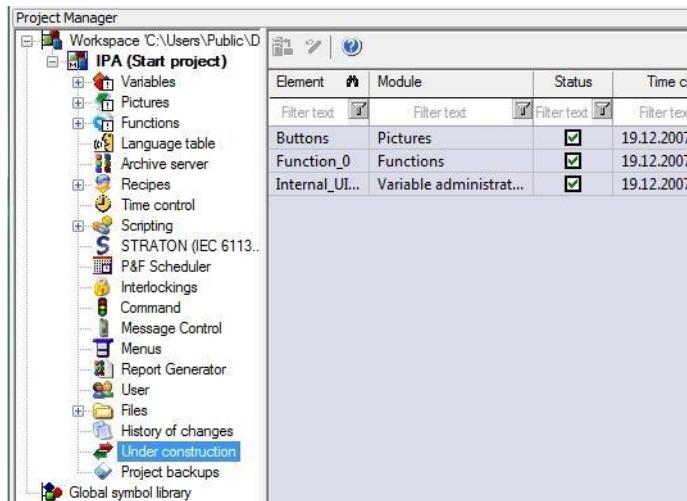 Project Manager
Workspace 'C:\Users\Public\D
IPA (Start project)
Variables
Pictures
Functions
Language table
Archive server
Recipes
Time control
Scripting
STRATON (IEC 6113..
P&F Scheduler
Interlockings
Command
Message Control
Menus
Report Generator
User
Files
History of changes
Under construction
Project backups
Global symbol library
Element Module Status Time c
Filter text Filter text Filter text Filter tex
Buttons Pictures 19.12.2007
Function_0 Functions 19.12.2007
Internal_UI... Variable administrat... 19.12.2007